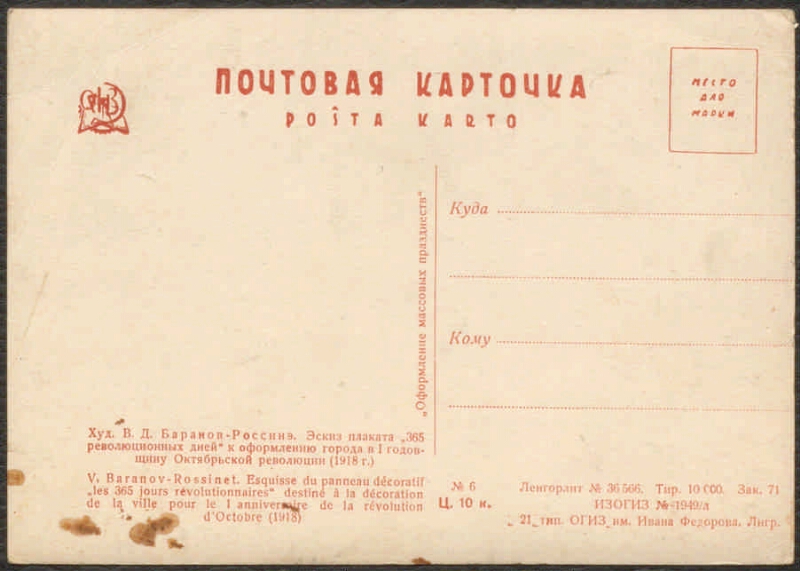 ПОЧТОВАЯ КАРТОЧКА
POŜTA KARTO
МЕСТО
ДЛЯ
МАРКИ
Куда
Кому
„Оформление массовых празднеств“
Худ. В. Д. Баранов-Россинэ. Эскиз плаката „365
революционных дней“ к оформлению города в I годов-
щину Октябрьской революции (1918 г.)
V. Baranov-Rossinet. Esquisse du panneau décoratif
„les 365 jours révolutionnaires“ destiné à la décoration
de la ville pour le I anniversaire de la révolution
d'Octobre (1918)
№ 6
Ц. 10 к.
Ленгорлит № 36566. Тир. 10 000. Зак. 71
ИЗОГИЗ № 1949/л
21 тип. ОГИЗ им. Ивана Федорова. Лнгр.